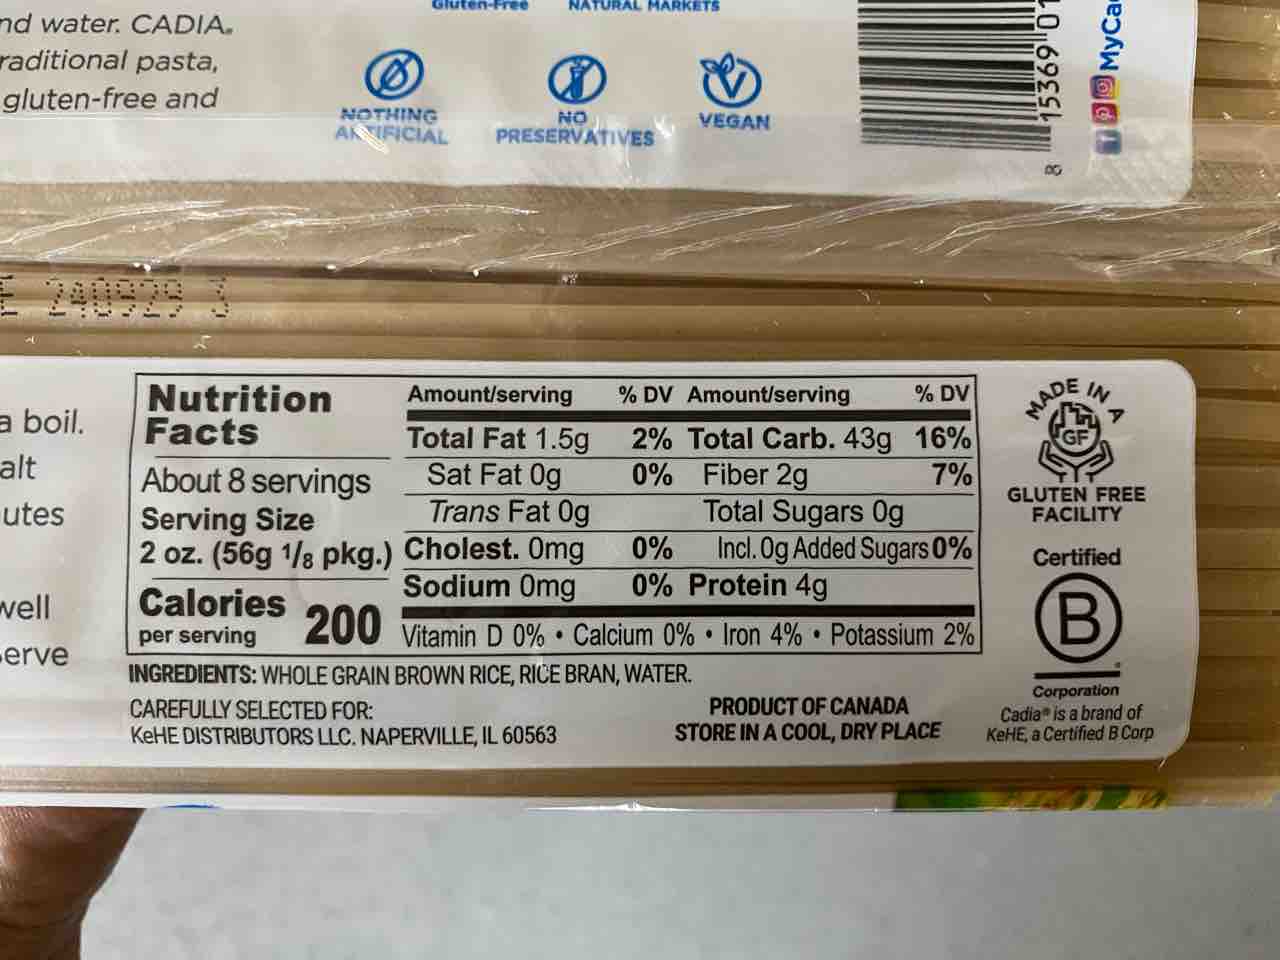 Gluten-Free
NATURAL MARKETS
nd water. CADIA®
raditional pasta,
gluten-free and
NOTHING
ARTIFICIAL
NO
PRESERVATIVES
VEGAN
8 15369 01
MyCa
E 240929 3
a boil.
alt
utes
well
erve
Nutrition
Facts
About 8 servings
Serving Size
2 oz. (56g 1/8 pkg.)
Calories
per serving 200
Amount/serving % DV Amount/serving % DV
Total Fat 1.5g 2% Total Carb. 43g 16%
Sat Fat 0g 0% Fiber 2g 7%
Trans Fat 0g Total Sugars 0g
Cholest. 0mg 0% Incl. 0g Added Sugars 0%
Sodium 0mg 0% Protein 4g
Vitamin D 0% • Calcium 0% • Iron 4% • Potassium 2%
INGREDIENTS: WHOLE GRAIN BROWN RICE, RICE BRAN, WATER.
CAREFULLY SELECTED FOR:
KeHE DISTRIBUTORS LLC. NAPERVILLE, IL 60563
PRODUCT OF CANADA
STORE IN A COOL, DRY PLACE
MADE IN A
GF
GLUTEN FREE
FACILITY
Certified
B
Corporation
Cadia® is a brand of
KeHE, a Certified B Corp